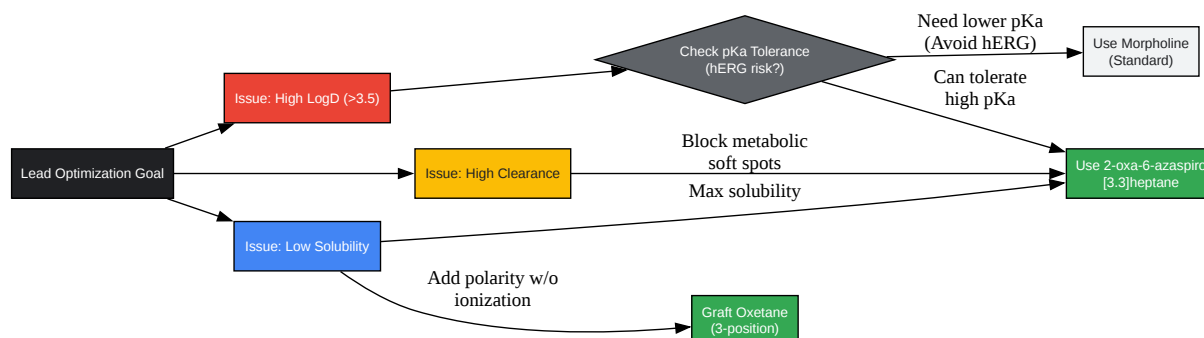 Need lower pKa
(Avoid hERG)
Check pKa Tolerance
(hERG risk?)
Use Morpholine
(Standard)
Can tolerate
high pKa
Issue: High LogD (>3.5)
Block metabolic
soft spots
Lead Optimization Goal
Issue: High Clearance
Use 2-oxa-6-azaspiro
[3.3]heptane
Max solubility
Issue: Low Solubility
Add polarity w/o
ionization
Graft Oxetane
(3-position)